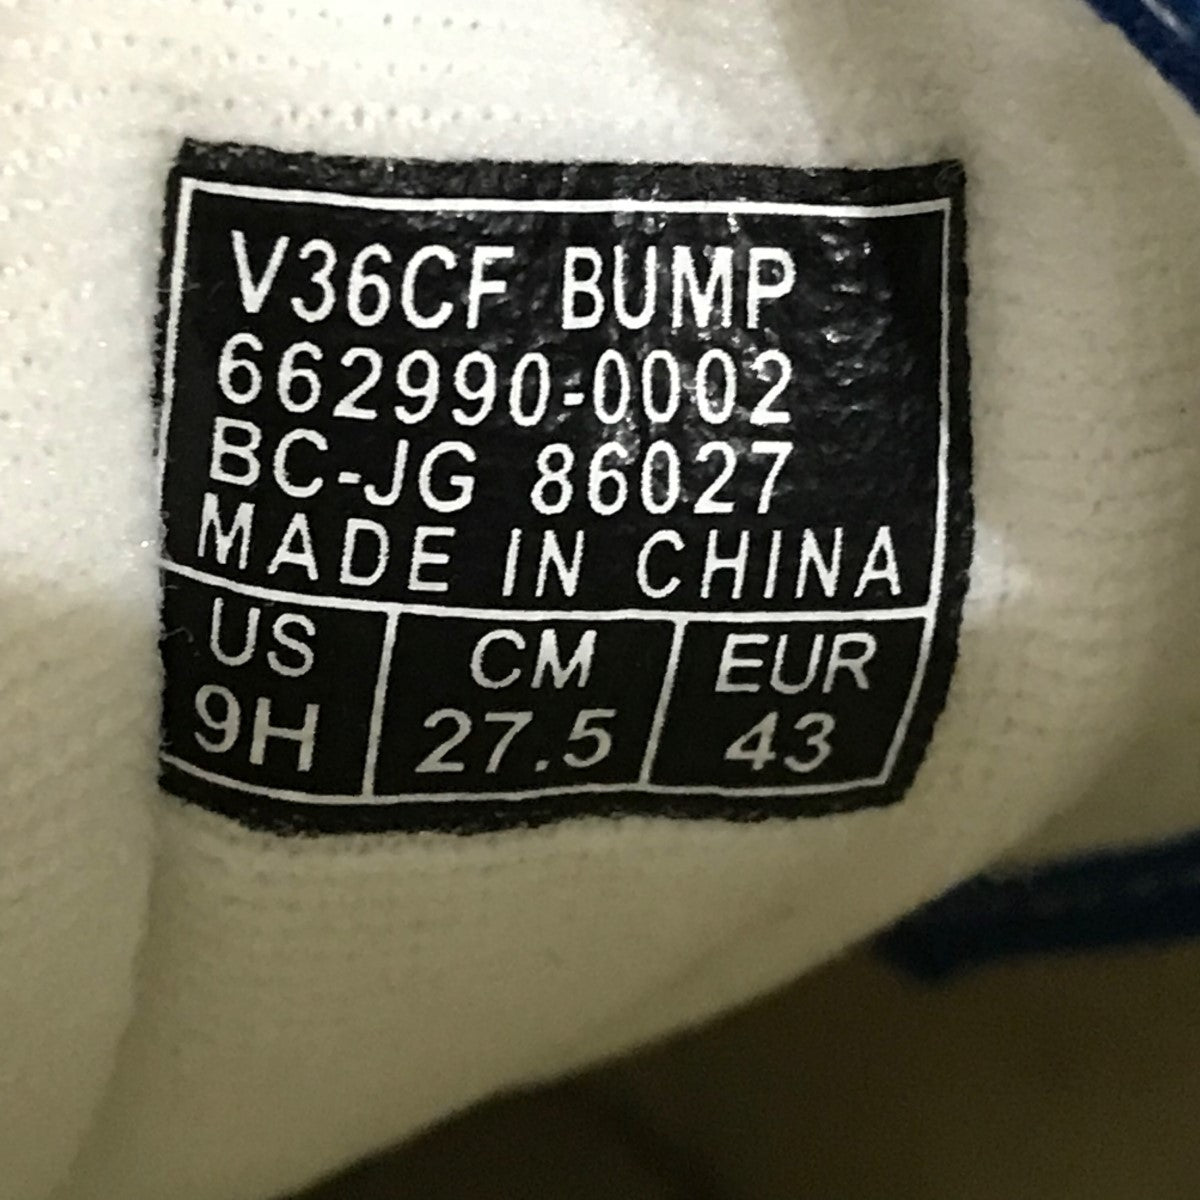 V36CF BUMP
662990-0002
BC-JG 86027
MADE IN CHINA
US CM EUR
9H 27.5 43